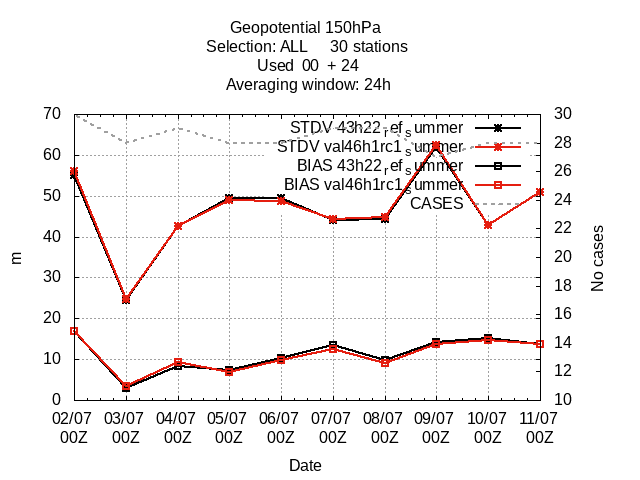 Geopotential 150hPa
Selection: ALL 30 stations
Used 00 + 24
Averaging window: 24h
70
60
50
40
30
20
10
0
m
STDV 43h22_ref_summer
STDV val46h1rc1_summer
BIAS 43h22_ref_summer
BIAS val46h1rc1_summer
CASES
30
28
26
24
22
20
18
16
14
12
10
No cases
02/07 03/07 04/07 05/07 06/07 07/07 08/07 09/07 10/07 11/07
00Z 00Z 00Z 00Z 00Z 00Z 00Z 00Z 00Z 00Z
Date